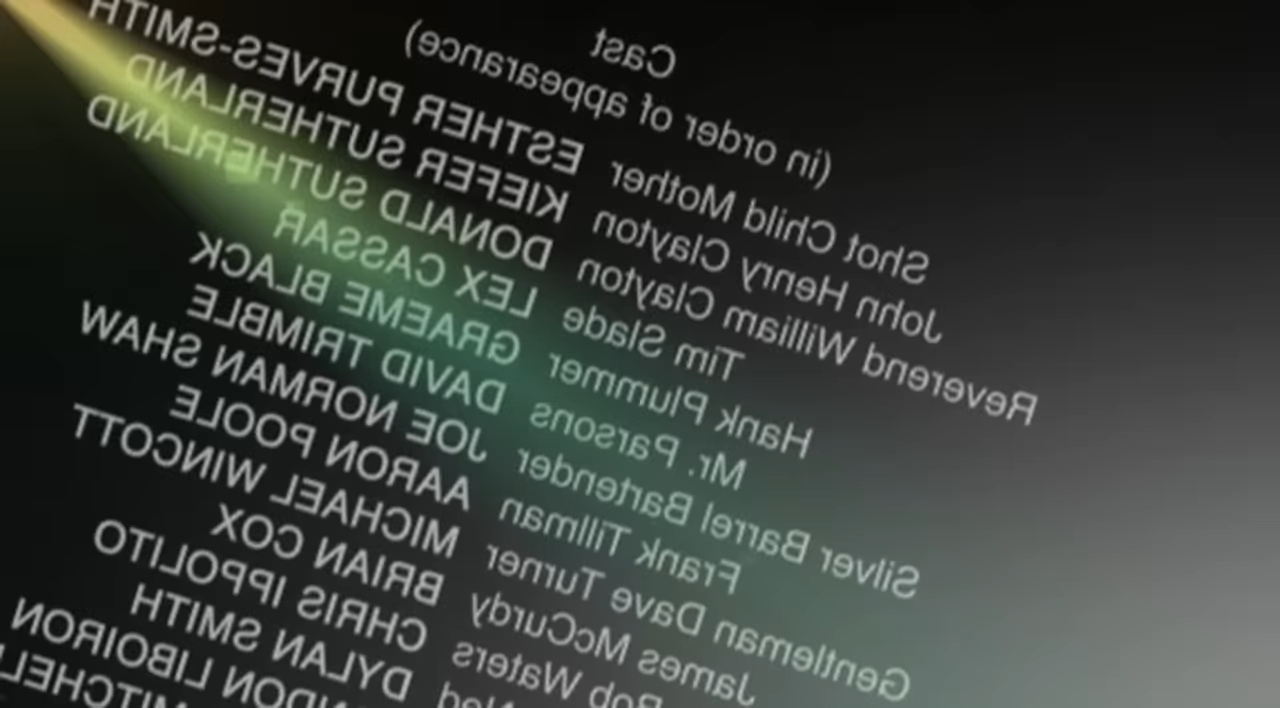 Cast
(in order of appearance)
Shot Child Mother ESTHER PURVES-SMITH
John Henry Clayton KIEFER SUTHERLAND
Reverend William Clayton DONALD SUTHERLAND
Tim Slade LEX CASSAR
Hank Plummer GRAEME BLACK
Mr. Parsons DAVID TRIMBLE
Silver Barrel Bartender JOE NORMAN SHAW
Frank Tillman AARON POOLE
Gentleman Dave Turner MICHAEL WINCOTT
James McCurdy BRIAN COX
Bob Waters CHRIS IPPOLITO
Ned DYLAN SMITH
LIBOIRON